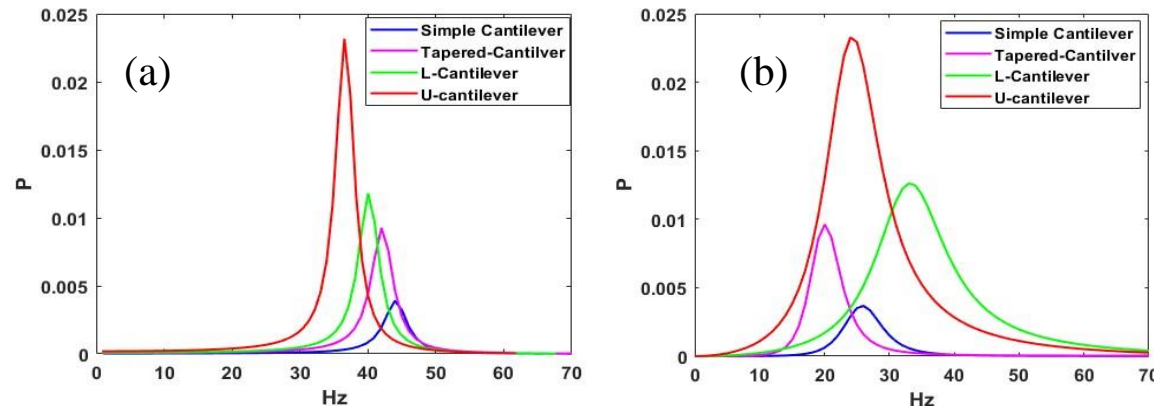 (a)
0.025
0.02
0.015
0.01
0.005
0
P
0 10 20 30 40 50 60 70
Hz
Simple Cantilever
Tapered-Cantilver
L-Cantilever
U-cantilever
(b)
0.025
0.02
0.015
0.01
0.005
0
P
0 10 20 30 40 50 60 70
Hz
Simple Cantilever
Tapered-Cantilver
L-Cantilever
U-cantilever